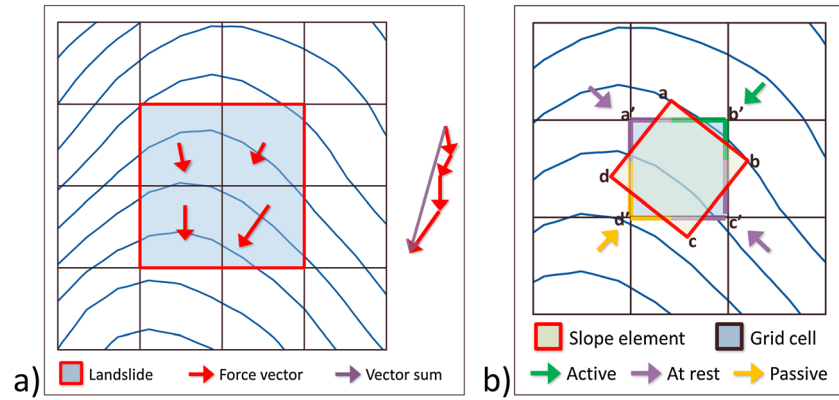 a)
Landslide
Force vector
Vector sum
a
a'
b'
b
d
d'
c'
c
b)
Slope element
Grid cell
Active
At rest
Passive